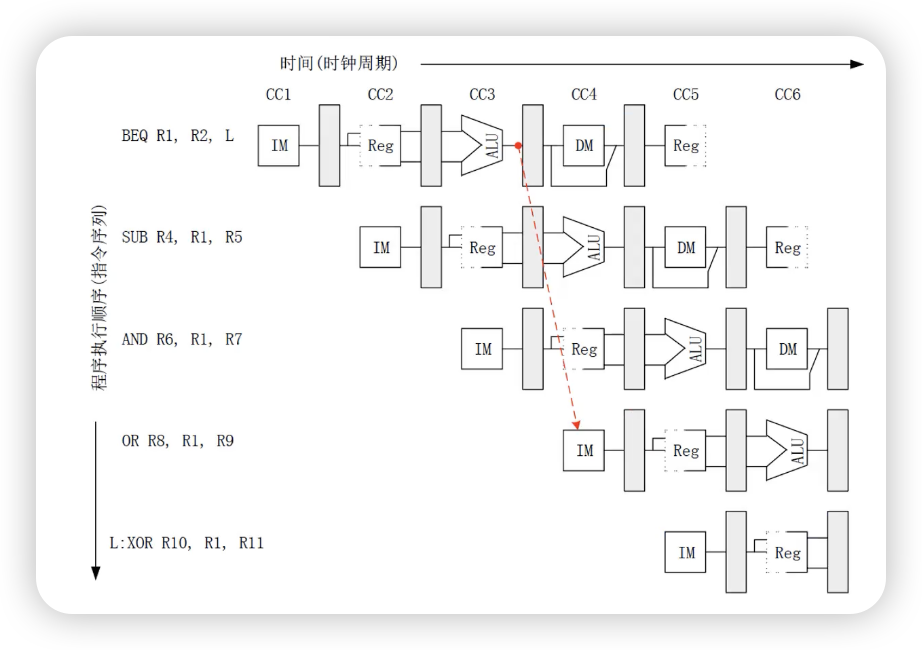 时间(时钟周期)
CC1 CC2 CC3 CC4 CC5 CC6
程序执行顺序(指令序列)
BEQ R1, R2, L IM Reg ALU DM Reg
SUB R4, R1, R5 IM Reg ALU DM Reg
AND R6, R1, R7 IM Reg ALU DM
OR R8, R1, R9 IM Reg ALU
L:XOR R10, R1, R11 IM Reg